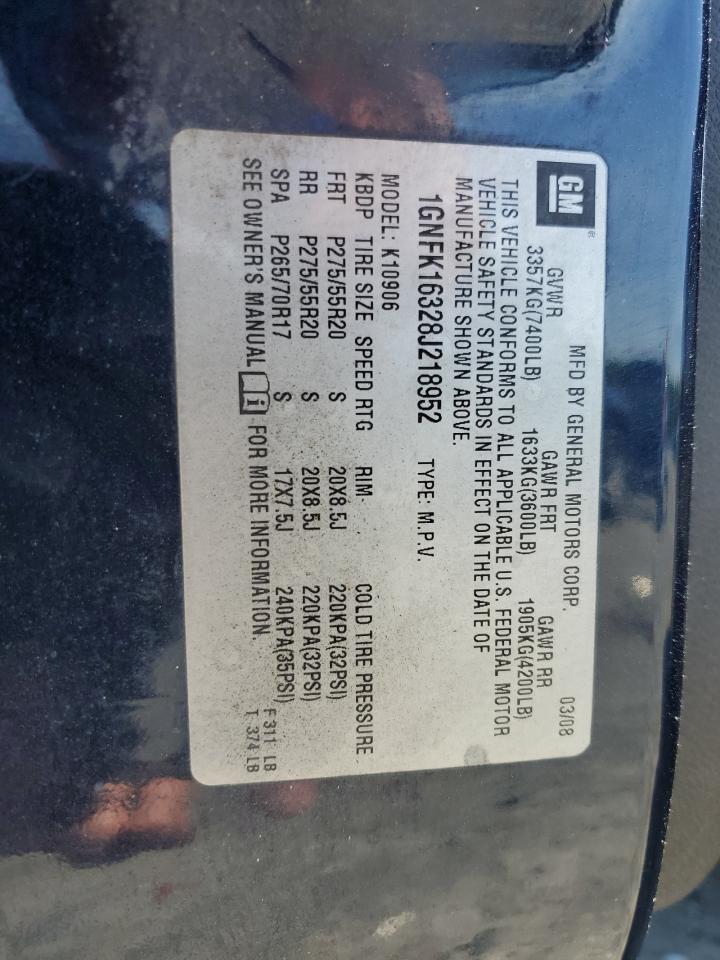 GM
MFD BY GENERAL MOTORS CORP. 03/08
GVWR GAWR FRT GAWR RR
3357KG(7400LB) 1633KG(3600LB) 1905KG(4200LB)
THIS VEHICLE CONFORMS TO ALL APPLICABLE U.S. FEDERAL MOTOR
VEHICLE SAFETY STANDARDS IN EFFECT ON THE DATE OF
MANUFACTURE SHOWN ABOVE.
1GNFK16328J218952 TYPE: M.P.V.
MODEL: K10906
KBDP TIRE SIZE SPEED RTG RIM COLD TIRE PRESSURE
FRT P275/55R20 S 20X8.5J 220KPA(32PSI)
RR P275/55R20 S 20X8.5J 220KPA(32PSI)
SPA P265/70R17 S 17X7.5J 240KPA(35PSI)
SEE OWNER'S MANUAL i FOR MORE INFORMATION.
F 311 LB
T 374 LB